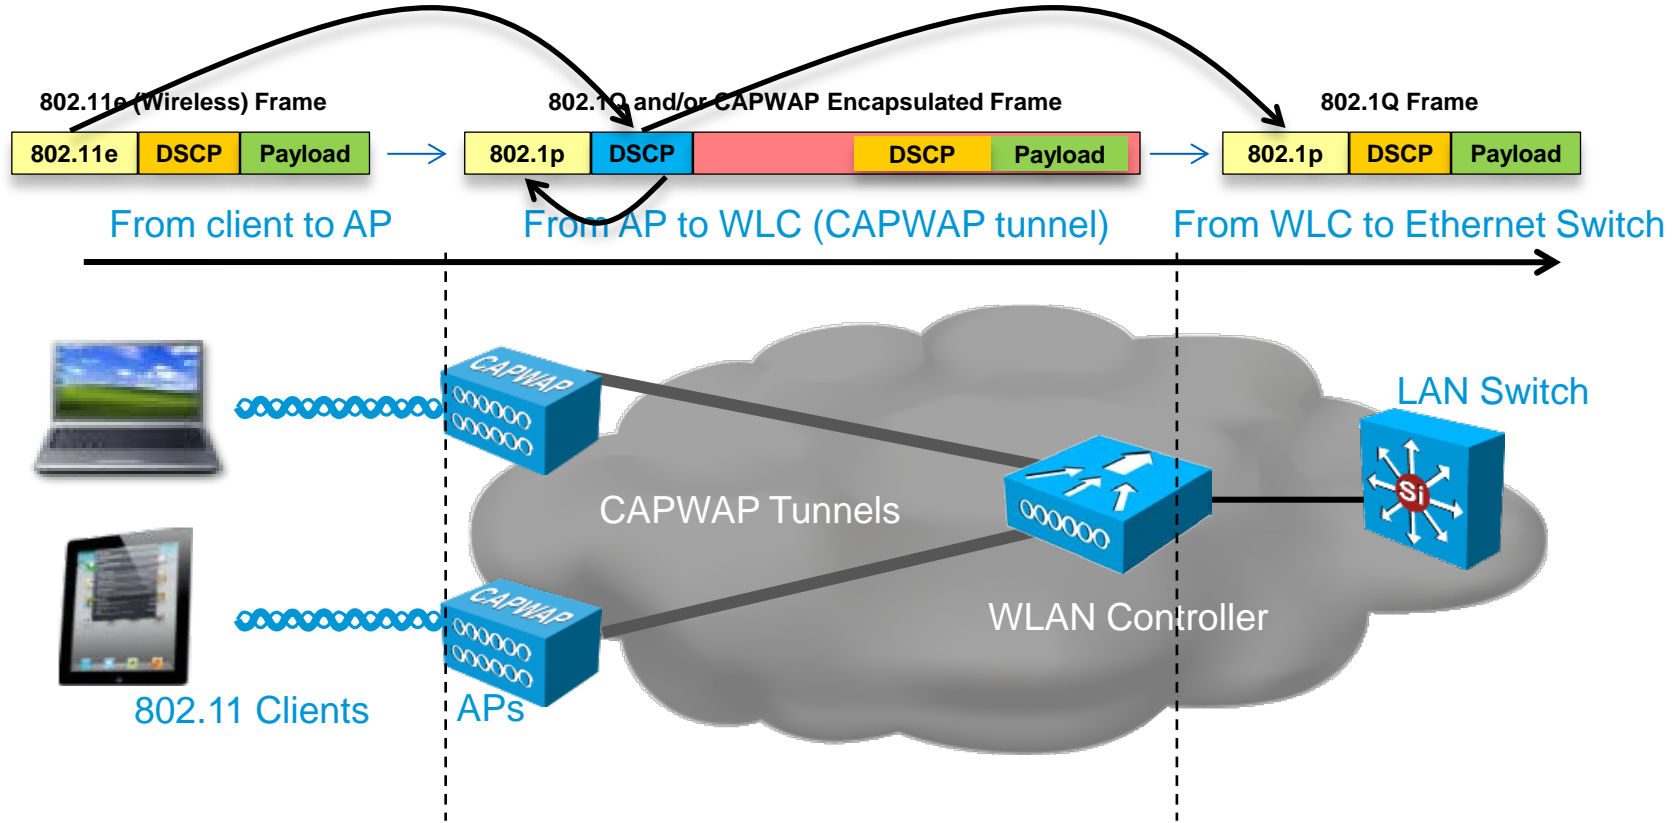 802.11e (Wireless) Frame
802.1Q and/or CAPWAP Encapsulated Frame
802.1Q Frame
802.11e DSCP Payload
802.1p DSCP DSCP Payload
802.1p DSCP Payload
From client to AP
From AP to WLC (CAPWAP tunnel)
From WLC to Ethernet Switch
CAPWAP
LAN Switch
Si
CAPWAP Tunnels
CAPWAP
WLAN Controller
802.11 Clients
APs